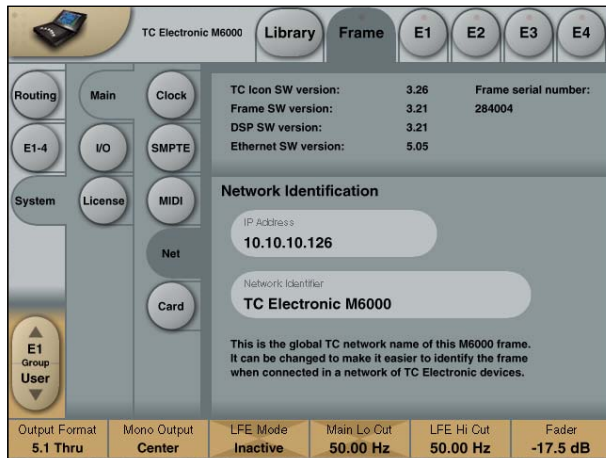 TC Electronic M6000
Library
Frame
E1
E2
E3
E4
Routing
Main
Clock
E1-4
I/O
SMPTE
System
License
MIDI
Net
Card
TC Icon SW version: 3.26 Frame serial number:
Frame SW version: 3.21 284004
DSP SW version: 3.21
Ethernet SW version: 5.05
Network Identification
IP Address
10.10.10.126
Network Identifier
TC Electronic M6000
This is the global TC network name of this M6000 frame.
It can be changed to make it easier to identify the frame
when connected in a network of TC Electronic devices.
E1
Group
User
Output Format Mono Output LFE Mode Main Lo Cut LFE Hi Cut Fader
5.1 Thru Center Inactive 50.00 Hz 50.00 Hz -17.5 dB